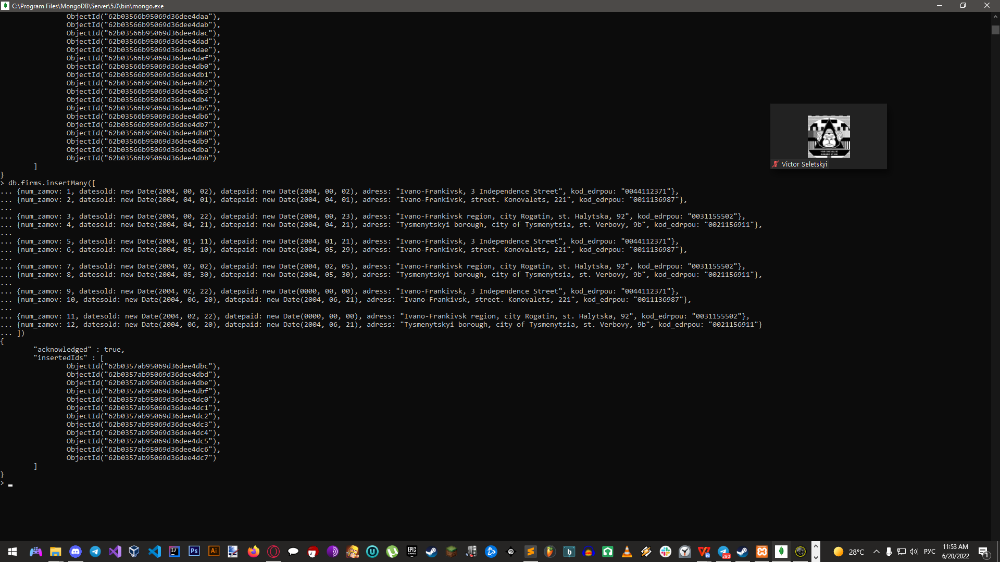 C:\Program Files\MongoDB\Server\5.0\bin\mongo.exe
ObjectId("62b03566b95069d36dee4daa"),
ObjectId("62b03566b95069d36dee4dab"),
ObjectId("62b03566b95069d36dee4dac"),
ObjectId("62b03566b95069d36dee4dad"),
ObjectId("62b03566b95069d36dee4dae"),
ObjectId("62b03566b95069d36dee4daf"),
ObjectId("62b03566b95069d36dee4db0"),
ObjectId("62b03566b95069d36dee4db1"),
ObjectId("62b03566b95069d36dee4db2"),
ObjectId("62b03566b95069d36dee4db3"),
ObjectId("62b03566b95069d36dee4db4"),
ObjectId("62b03566b95069d36dee4db5"),
ObjectId("62b03566b95069d36dee4db6"),
ObjectId("62b03566b95069d36dee4db7"),
ObjectId("62b03566b95069d36dee4db8"),
ObjectId("62b03566b95069d36dee4db9"),
ObjectId("62b03566b95069d36dee4dba"),
ObjectId("62b03566b95069d36dee4dbb")
]
}
> db.firms.insertMany([
... {num_zamov: 1, datesold: new Date(2004, 00, 02), datepaid: new Date(2004, 00, 02), adress: "Ivano-Frankivsk, 3 Independence Street", kod_edrpou: "0044112371"},
... {num_zamov: 2, datesold: new Date(2004, 04, 01), datepaid: new Date(2004, 04, 01), adress: "Ivano-Frankivsk, street. Konovalets, 221", kod_edrpou: "0011136987"},
...
... {num_zamov: 3, datesold: new Date(2004, 00, 22), datepaid: new Date(2004, 00, 23), adress: "Ivano-Frankivsk region, city Rogatin, st. Halytska, 92", kod_edrpou: "0031155502"},
... {num_zamov: 4, datesold: new Date(2004, 04, 21), datepaid: new Date(2004, 04, 21), adress: "Tysmenytskyi borough, city of Tysmenytsia, st. Verbovy, 9b", kod_edrpou: "0021156911"},
...
... {num_zamov: 5, datesold: new Date(2004, 01, 11), datepaid: new Date(2004, 01, 21), adress: "Ivano-Frankivsk, 3 Independence Street", kod_edrpou: "0044112371"},
... {num_zamov: 6, datesold: new Date(2004, 05, 10), datepaid: new Date(2004, 05, 29), adress: "Ivano-Frankivsk, street. Konovalets, 221", kod_edrpou: "0011136987"},
...
... {num_zamov: 7, datesold: new Date(2004, 02, 02), datepaid: new Date(2004, 02, 05), adress: "Ivano-Frankivsk region, city Rogatin, st. Halytska, 92", kod_edrpou: "0031155502"},
... {num_zamov: 8, datesold: new Date(2004, 05, 30), datepaid: new Date(2004, 05, 30), adress: "Tysmenytskyi borough, city of Tysmenytsia, st. Verbovy, 9b", kod_edrpou: "0021156911"},
...
... {num_zamov: 9, datesold: new Date(2004, 02, 22), datepaid: new Date(0000, 00, 00), adress: "Ivano-Frankivsk, 3 Independence Street", kod_edrpou: "0044112371"},
... {num_zamov: 10, datesold: new Date(2004, 06, 20), datepaid: new Date(2004, 06, 21), adress: "Ivano-Frankivsk, street. Konovalets, 221", kod_edrpou: "0011136987"},
...
... {num_zamov: 11, datesold: new Date(2004, 02, 22), datepaid: new Date(0000, 00, 00), adress: "Ivano-Frankivsk region, city Rogatin, st. Halytska, 92", kod_edrpou: "0031155502"},
... {num_zamov: 12, datesold: new Date(2004, 06, 20), datepaid: new Date(2004, 06, 21), adress: "Tysmenytskyi borough, city of Tysmenytsia, st. Verbovy, 9b", kod_edrpou: "0021156911"}
... ])
{
"acknowledged" : true,
"insertedIds" : [
ObjectId("62b0357ab95069d36dee4dbc"),
ObjectId("62b0357ab95069d36dee4dbd"),
ObjectId("62b0357ab95069d36dee4dbe"),
ObjectId("62b0357ab95069d36dee4dbf"),
ObjectId("62b0357ab95069d36dee4dc0"),
ObjectId("62b0357ab95069d36dee4dc1"),
ObjectId("62b0357ab95069d36dee4dc2"),
ObjectId("62b0357ab95069d36dee4dc3"),
ObjectId("62b0357ab95069d36dee4dc4"),
ObjectId("62b0357ab95069d36dee4dc5"),
ObjectId("62b0357ab95069d36dee4dc6"),
ObjectId("62b0357ab95069d36dee4dc7")
]
}
>
Victor Seletskyi
28°C
РУС
11:53 AM
6/20/2022